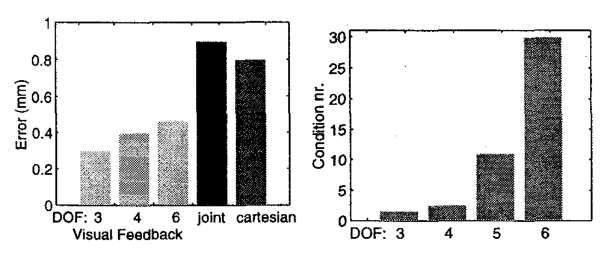 1
0.8
0.6
0.4
0.2
0
Error (mm)
DOF: 3 4 6 joint cartesian
Visual Feedback
30
25
20
15
10
5
0
Condition nr.
DOF: 3 4 5 6